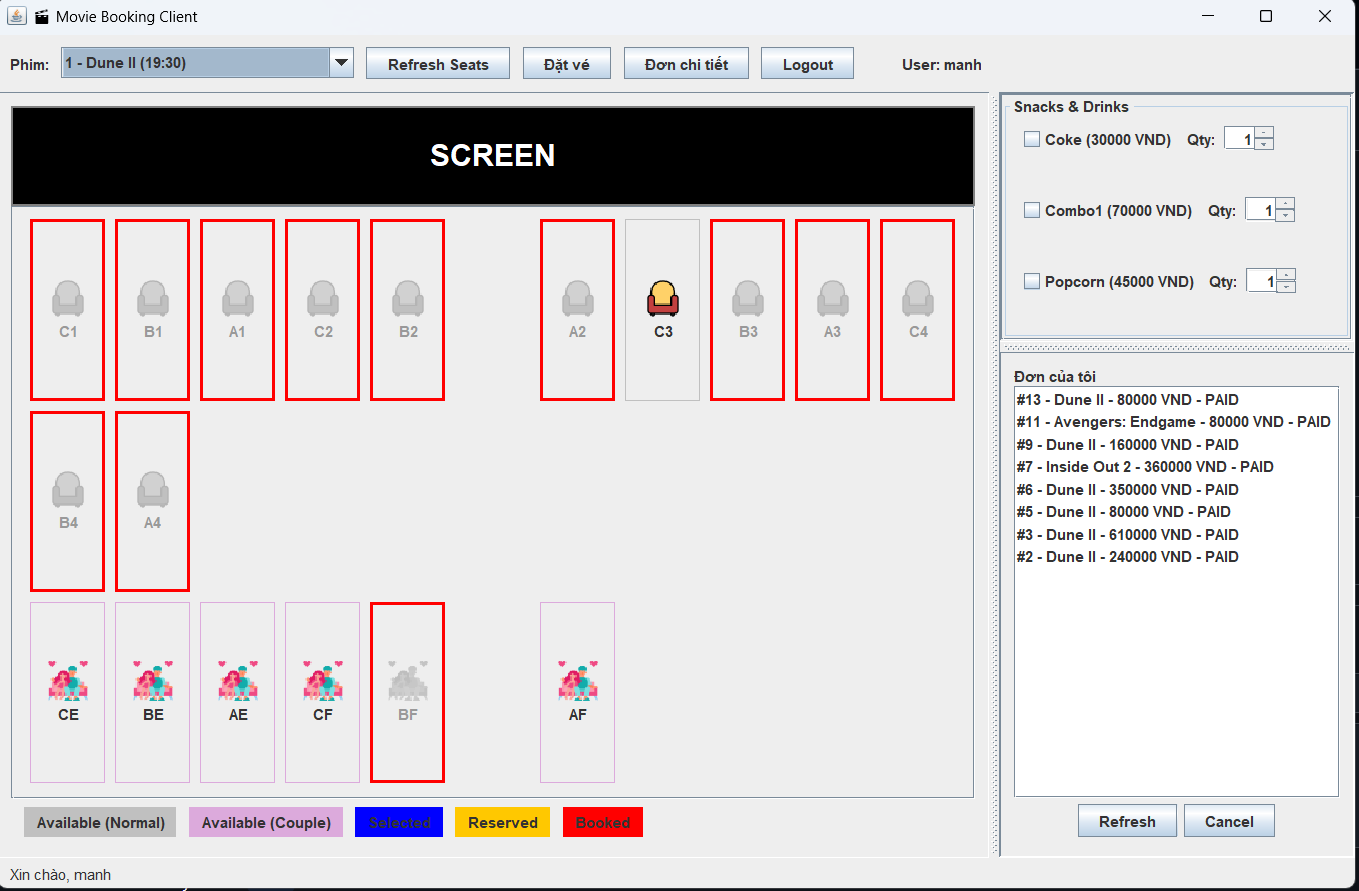 Movie Booking Client
Phim: 1 - Dune II (19:30) Refresh Seats Đặt vé Đơn chi tiết Logout User: manh
SCREEN
C1 B1 A1 C2 B2 A2 C3 B3 A3 C4
B4 A4
CE BE AE CF BF AF
Available (Normal) Available (Couple) Selected Reserved Booked
Snacks & Drinks
Coke (30000 VND) Qty: 1
Combo1 (70000 VND) Qty: 1
Popcorn (45000 VND) Qty: 1
Đơn của tôi
#13 - Dune II - 80000 VND - PAID
#11 - Avengers: Endgame - 80000 VND - PAID
#9 - Dune II - 160000 VND - PAID
#7 - Inside Out 2 - 360000 VND - PAID
#6 - Dune II - 350000 VND - PAID
#5 - Dune II - 80000 VND - PAID
#3 - Dune II - 610000 VND - PAID
#2 - Dune II - 240000 VND - PAID
Refresh Cancel
Xin chào, manh